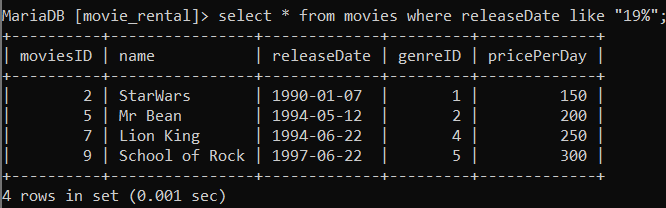 MariaDB [movie_rental]> select * from movies where releaseDate like "19%";
+----------+----------------+-------------+---------+-------------+
| moviesID | name           | releaseDate | genreID | pricePerDay |
+----------+----------------+-------------+---------+-------------+
|        2 | StarWars       | 1990-01-07  |       1 |         150 |
|        5 | Mr Bean        | 1994-05-12  |       2 |         200 |
|        7 | Lion King      | 1994-06-22  |       4 |         250 |
|        9 | School of Rock | 1997-06-22  |       5 |         300 |
+----------+----------------+-------------+---------+-------------+
4 rows in set (0.001 sec)